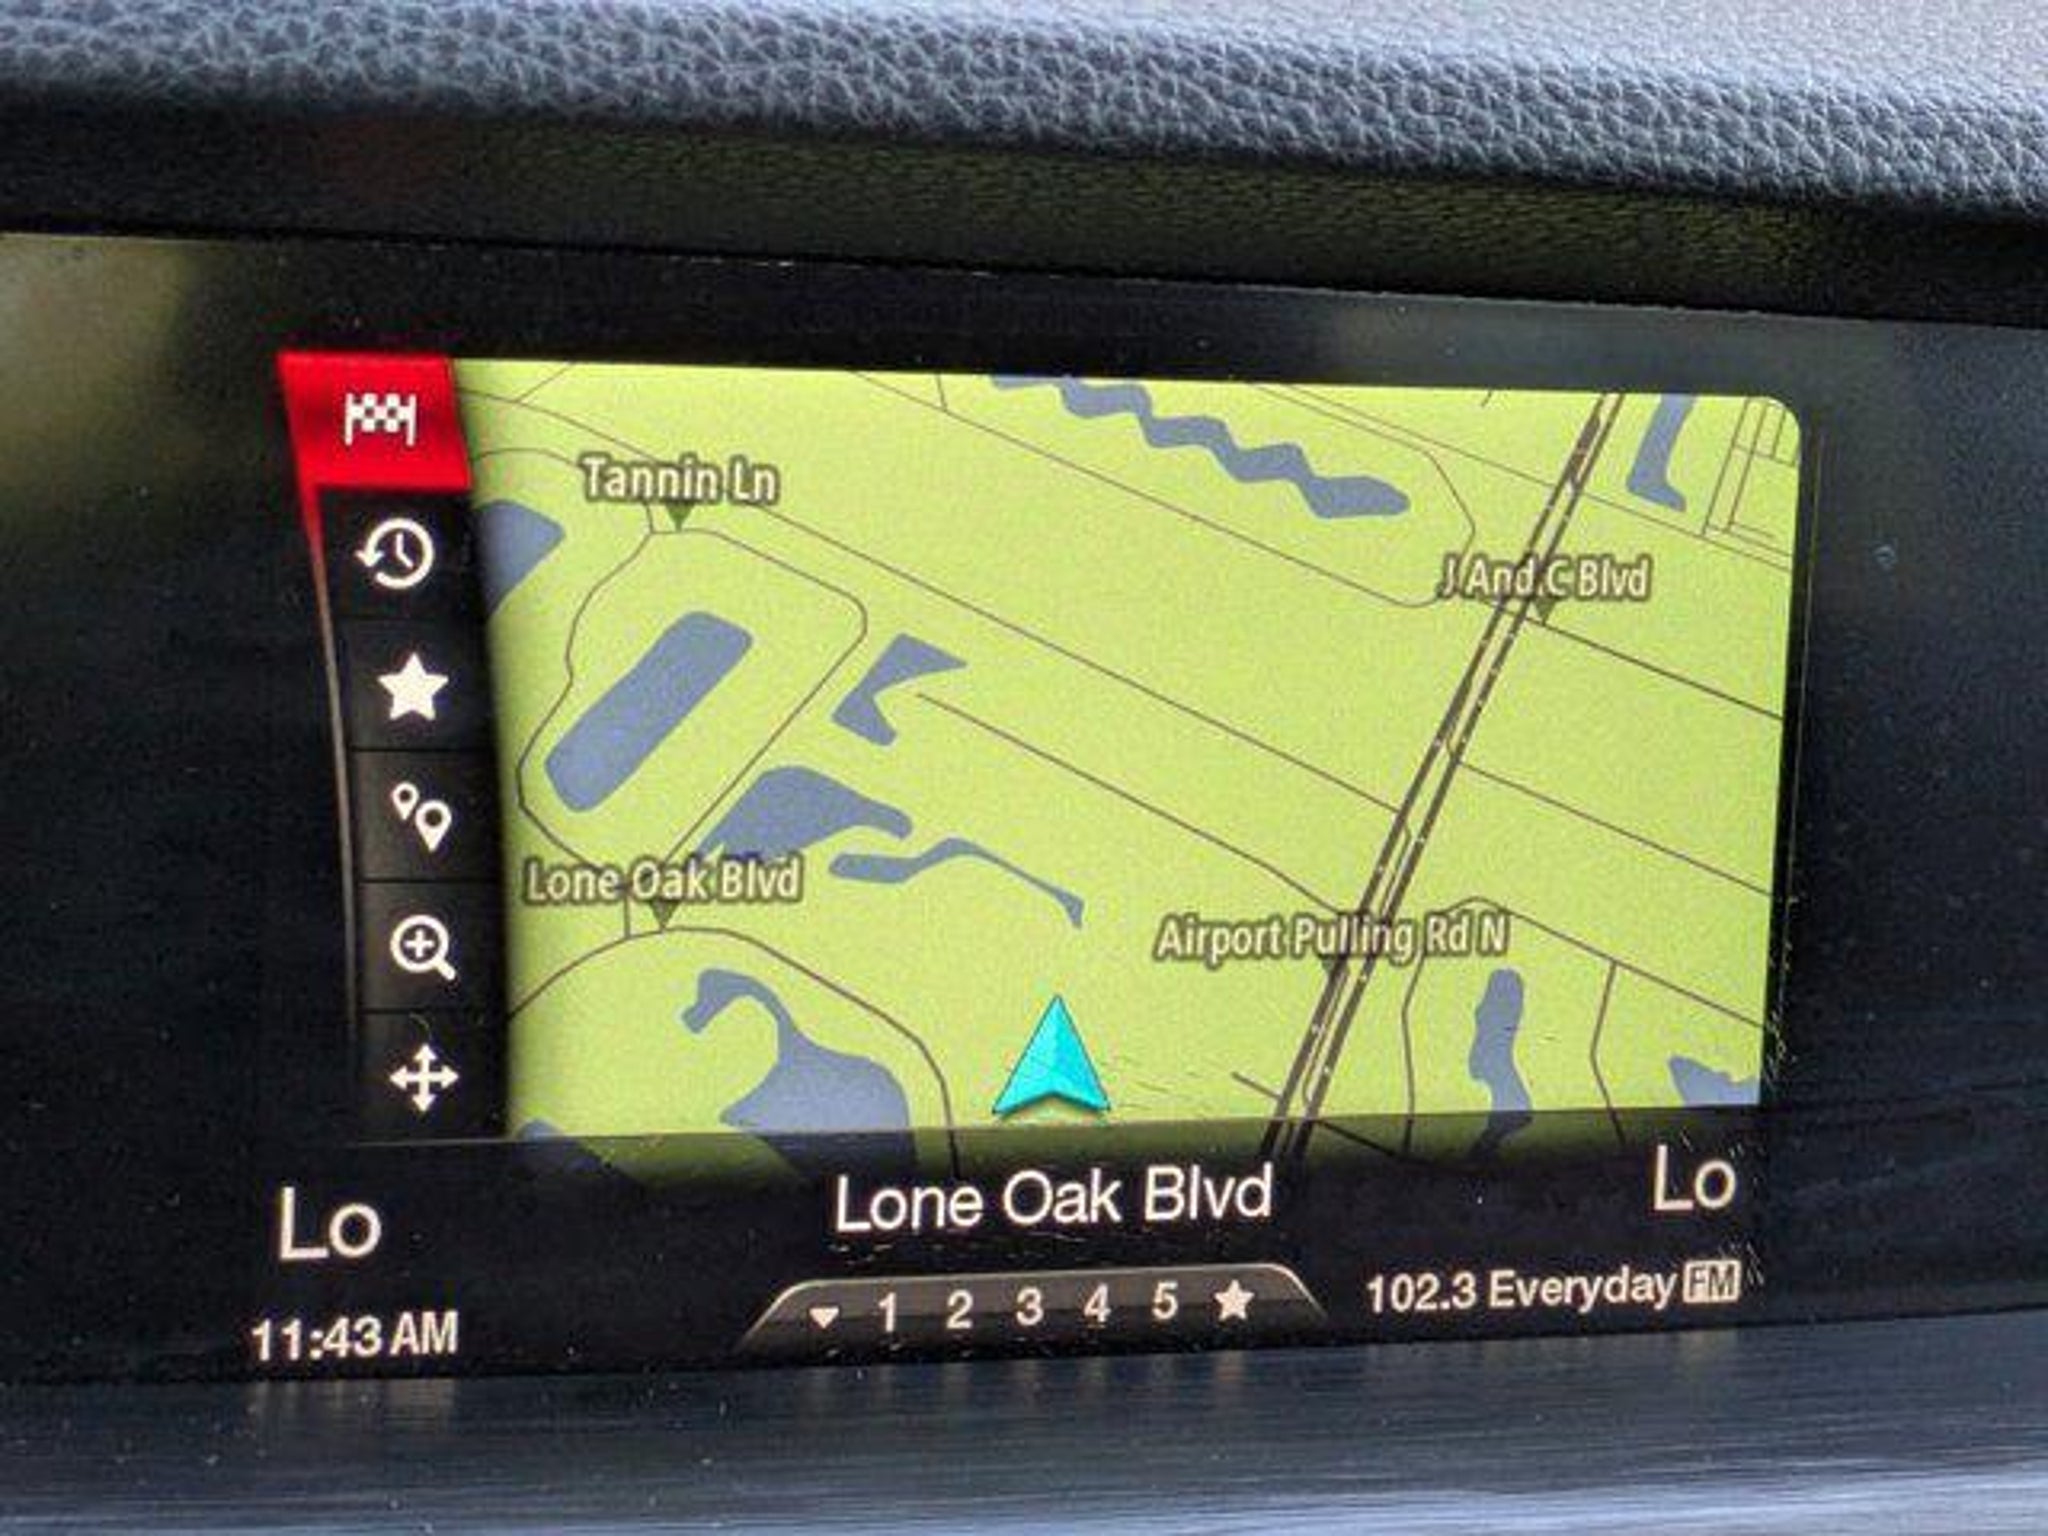 Tannin Ln
J And C Blvd
Lone Oak Blvd
Airport Pulling Rd N
Lo
Lone Oak Blvd
Lo
11:43 AM
1 2 3 4 5
102.3 Everyday FM